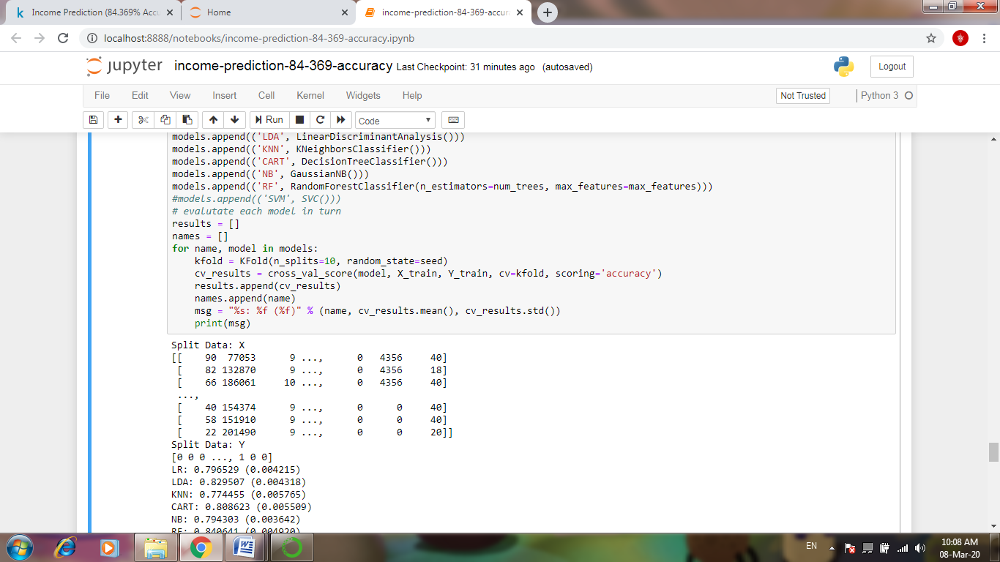 Income Prediction (84.369% Accu
Home
income-prediction-84-369-accura
localhost:8888/notebooks/income-prediction-84-369-accuracy.ipynb
jupyter income-prediction-84-369-accuracy Last Checkpoint: 31 minutes ago (autosaved)
Logout
File Edit View Insert Cell Kernel Widgets Help
Not Trusted
Python 3
Run
Code
models.append(('LDA', LinearDiscriminantAnalysis()))
models.append(('KNN', KNeighborsClassifier()))
models.append(('CART', DecisionTreeClassifier()))
models.append(('NB', GaussianNB()))
models.append(('RF', RandomForestClassifier(n_estimators=num_trees, max_features=max_features)))
#models.append(('SVM', SVC()))
# evalutate each model in turn
results = []
names = []
for name, model in models:
    kfold = KFold(n_splits=10, random_state=seed)
    cv_results = cross_val_score(model, X_train, Y_train, cv=kfold, scoring='accuracy')
    results.append(cv_results)
    names.append(name)
    msg = "%s: %f (%f)" % (name, cv_results.mean(), cv_results.std())
    print(msg)
Split Data: X
[[    90  77053      9 ...,      0   4356     40]
 [    82 132870      9 ...,      0   4356     18]
 [    66 186061     10 ...,      0   4356     40]
 ...,
 [    40 154374      9 ...,      0      0     40]
 [    58 151910      9 ...,      0      0     40]
 [    22 201490      9 ...,      0      0     20]]
Split Data: Y
[0 0 0 ..., 1 0 0]
LR: 0.796529 (0.004215)
LDA: 0.829507 (0.004318)
KNN: 0.774455 (0.005765)
CART: 0.808623 (0.005509)
NB: 0.794303 (0.003642)
RF: 0.840641 (0.004920)
EN
10:08 AM
08-Mar-20